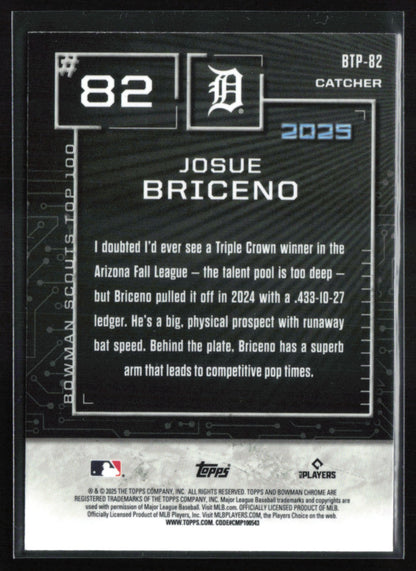 #82
D
BTP-82
CATCHER
2025
JOSUE
BRICENO
BOWMAN SCOUTS TOP 100
I doubted I'd ever see a Triple Crown winner in the
Arizona Fall League – the talent pool is too deep –
but Briceno pulled it off in 2024 with a .433-10-27
ledger. He's a big, physical prospect with runaway
bat speed. Behind the plate, Briceno has a superb
arm that leads to competitive pop times.
Topps
PLAYERS
® & © 2025 THE TOPPS COMPANY, INC. ALL RIGHTS RESERVED. TOPPS AND BOWMAN CHROME ARE
REGISTERED TRADEMARKS OF THE TOPPS COMPANY, INC. Major League Baseball trademarks and copyrights are
used with permission of Major League Baseball. Visit MLB.com. OFFICIALLY LICENSED PRODUCT OF MLB.
Officially Licensed Product of MLB Players, Inc. Visit MLBPLAYERS.COM, the Players Choice on the web.
WWW.TOPPS.COM. CODE#CMP100543